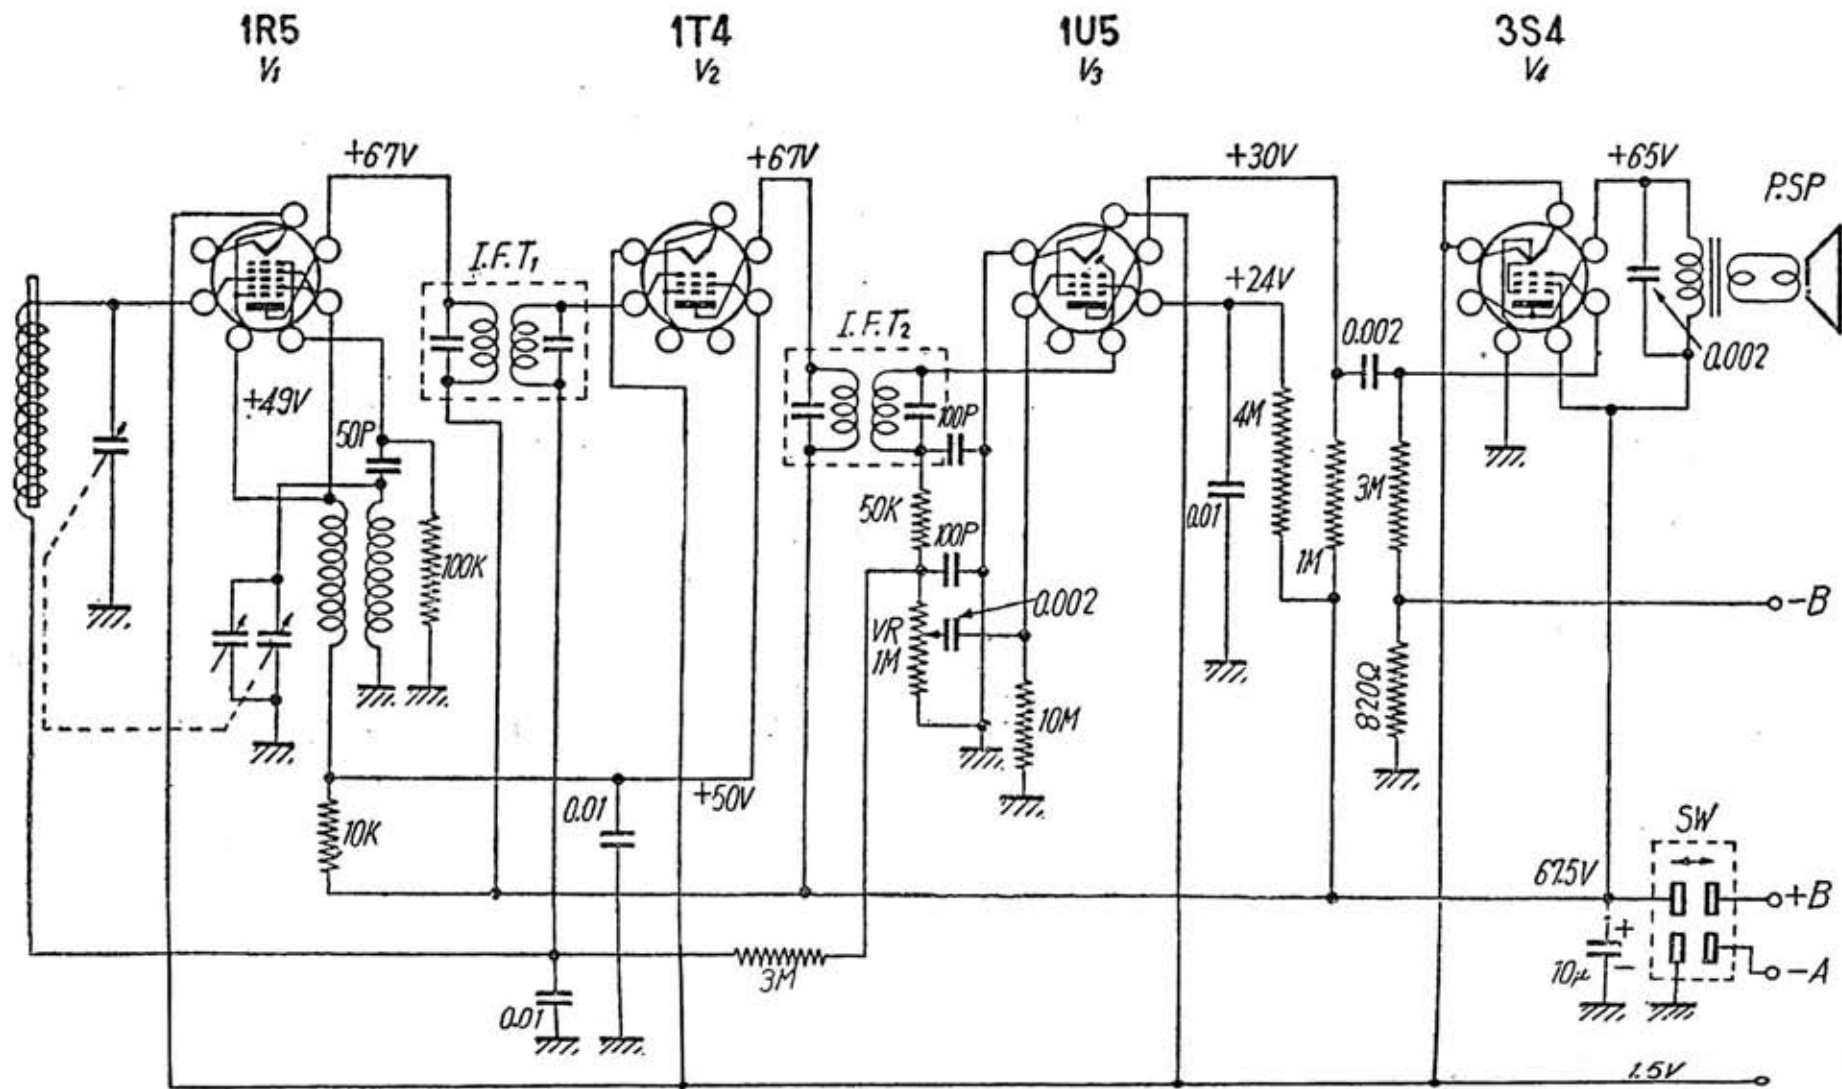 1R5
V1
1T4
V2
1U5
V3
3S4
V4
+67V
+67V
+30V
+65V
P.SP
I.F.T1
+24V
I.F.T2
0.002
0.002
+49V
50P
100P
4M
3M
50K
100P
0.01
1M
100K
0.002
-B
VR
1M
10M
820Ω
+50V
0.01
10K
SW
67.5V
+B
+
10μ
-
-A
3M
0.01
1.5V